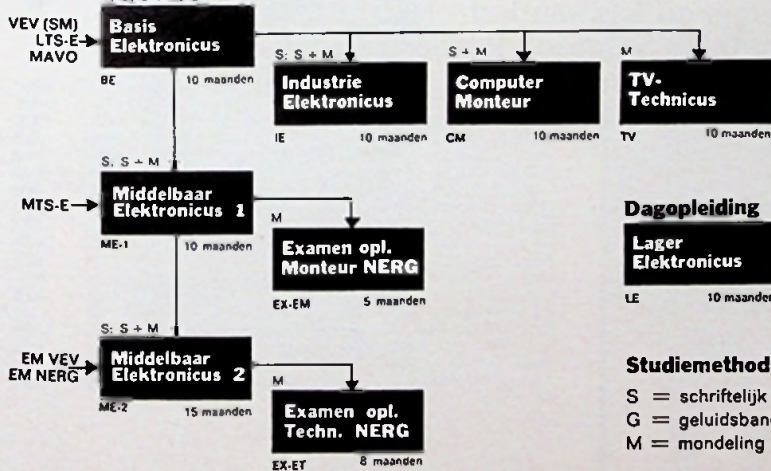 VEV (SM)
LTS-E
MAVO
Basis
Elektronicus
BE
10 maanden
S; S + M
Industrie
Elektronicus
IE
10 maanden
S + M
Computer
Monteur
CM
10 maanden
M
TV-
Technicus
TV
10 maanden
S, S + M
MTS-E
Middelbaar
Elektronicus 1
ME-1
10 maanden
M
Examen opl.
Monteur NERG
EX-EM
5 maanden
Dagopleiding
Lager
Elektronicus
LE
10 maanden
S; S + M
EM VEV
EM NERG
Middelbaar
Elektronicus 2
ME-2
15 maanden
M
Examen opl.
Techn. NERG
EX-ET
8 maanden
Studiemethod
S = schriftelijk
G = geluidsband
M = mondeling